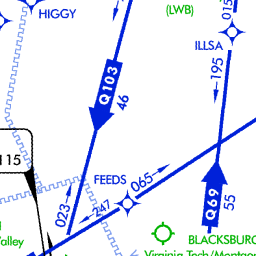 HIGGY
(LWB)
015
ILLSA
195
Q103
46
115
FEEDS
065
023
247
Q69
55
BLACKSBURG
Valley
Virginia Tech/Montgom